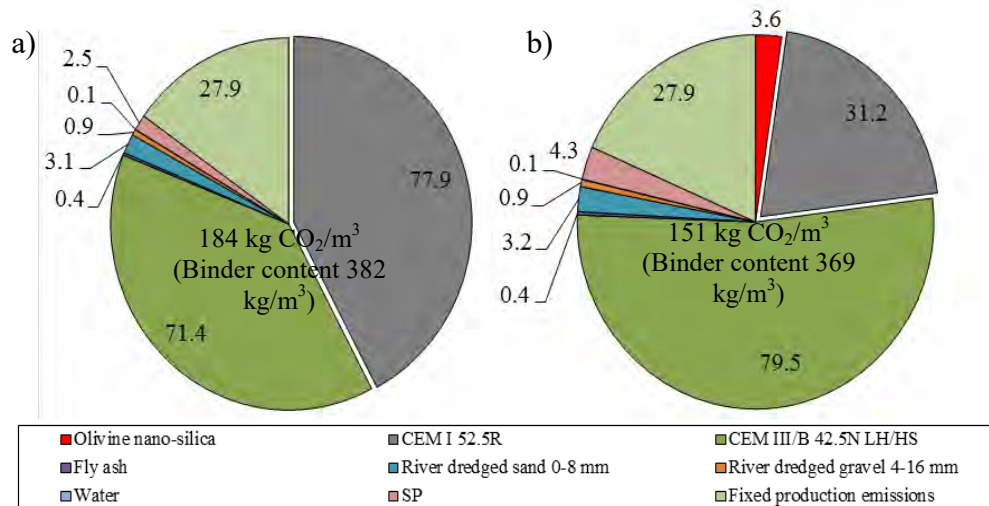 a)
2.5
0.1
0.9
3.1
0.4
27.9
77.9
71.4
184 kg CO₂/m³
(Binder content 382
kg/m³)
b)
3.6
27.9
31.2
4.3
0.1
0.9
3.2
0.4
79.5
151 kg CO₂/m³
(Binder content 369
kg/m³)
Olivine nano-silica
CEM I 52.5R
CEM III/B 42.5N LH/HS
Fly ash
River dredged sand 0-8 mm
River dredged gravel 4-16 mm
Water
SP
Fixed production emissions